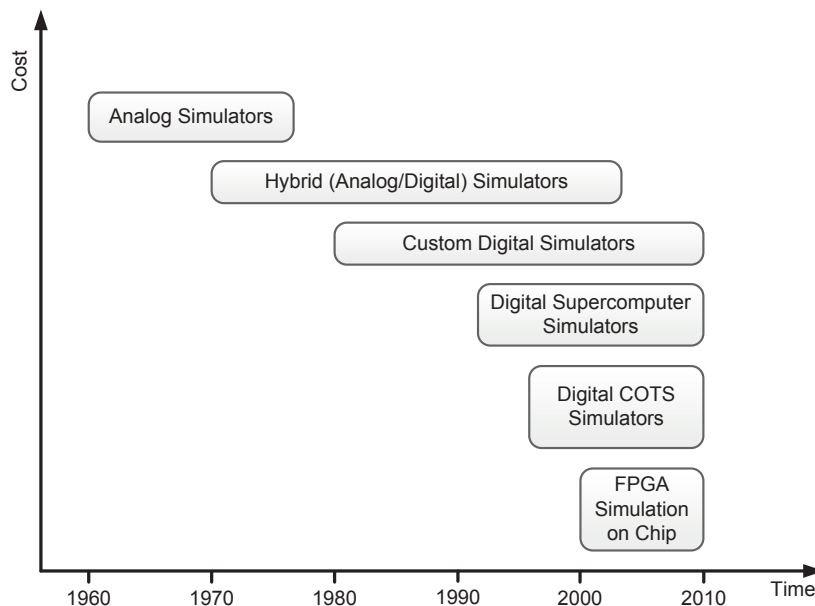 Cost
Analog Simulators
Hybrid (Analog/Digital) Simulators
Custom Digital Simulators
Digital Supercomputer
Simulators
Digital COTS
Simulators
FPGA
Simulation
on Chip
Time
1960 1970 1980 1990 2000 2010